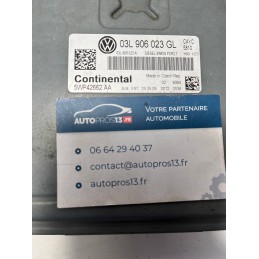 03L 906 023 GL
CAYC
Continental
Made in Czech Rep.
5WP42662 AA
VOTRE PARTENAIRE
AUTOMOBILE
AUTOPROS13.FR
06 64 29 40 37
contact@autopros13.fr
autopros13.fr